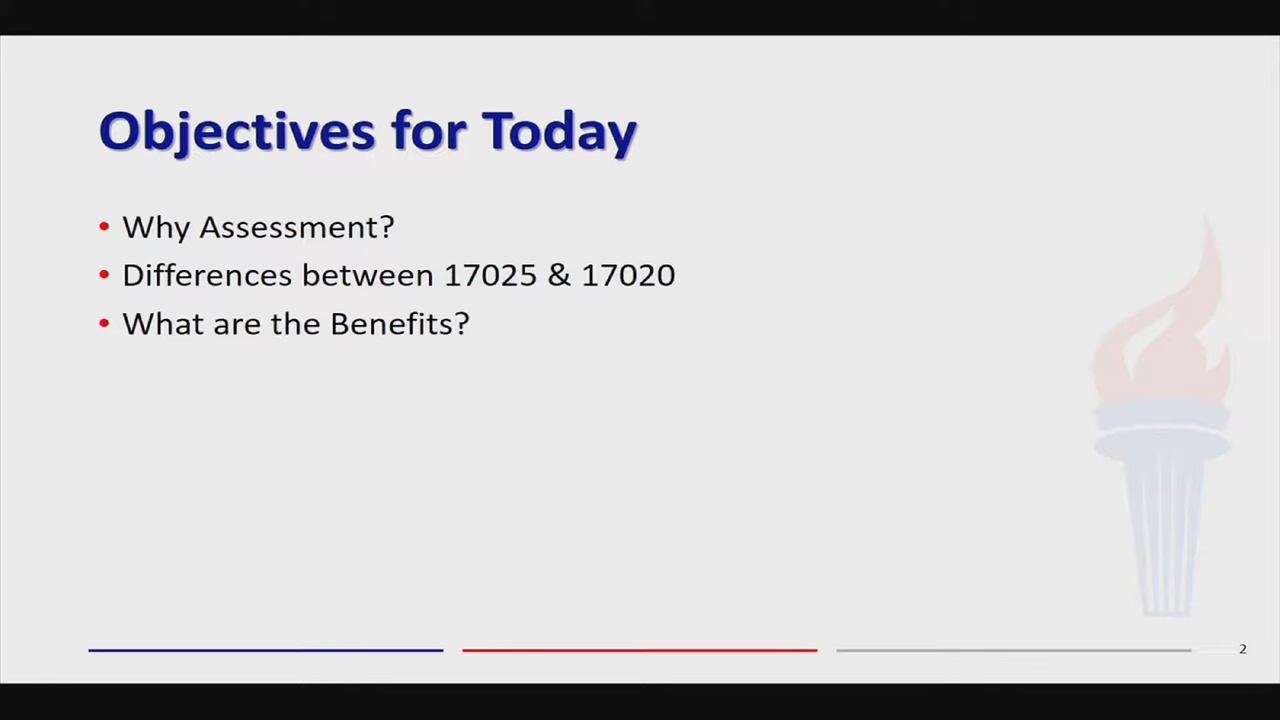 Objectives for Today
• Why Assessment?
• Differences between 17025 & 17020
• What are the Benefits?
2